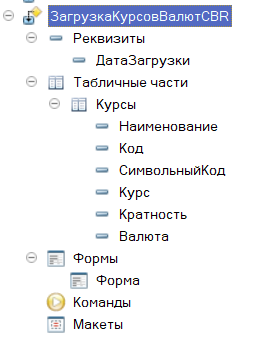 ЗагрузкаКурсовВалютCBR
Реквизиты
ДатаЗагрузки
Табличные части
Курсы
Наименование
Код
СимвольныйКод
Курс
Кратность
Валюта
Формы
Форма
Команды
Макеты